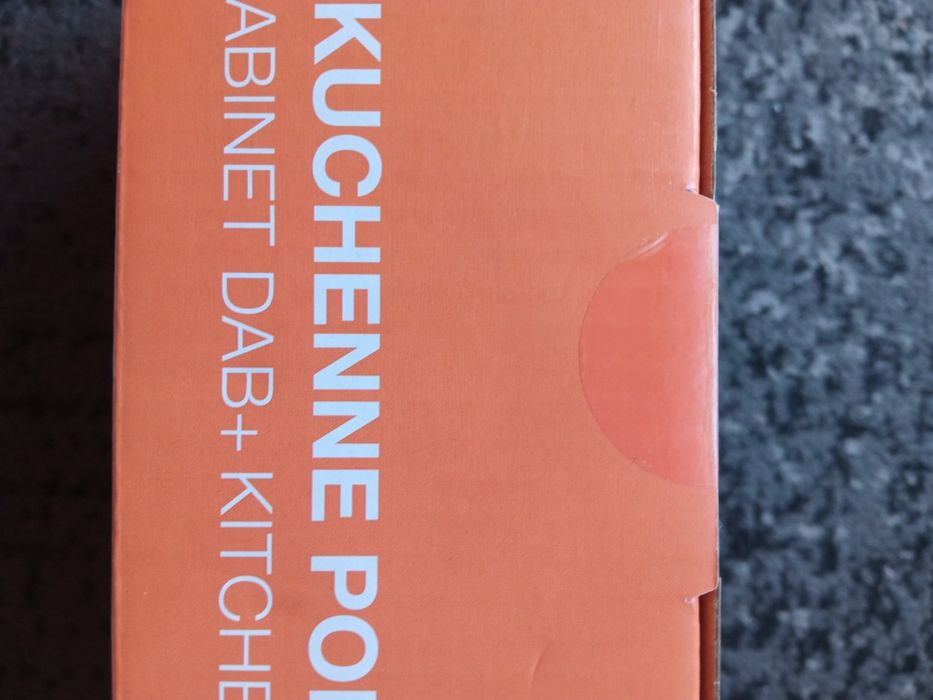 KUCHENNE PO
ABINET DAB+ KITCHE